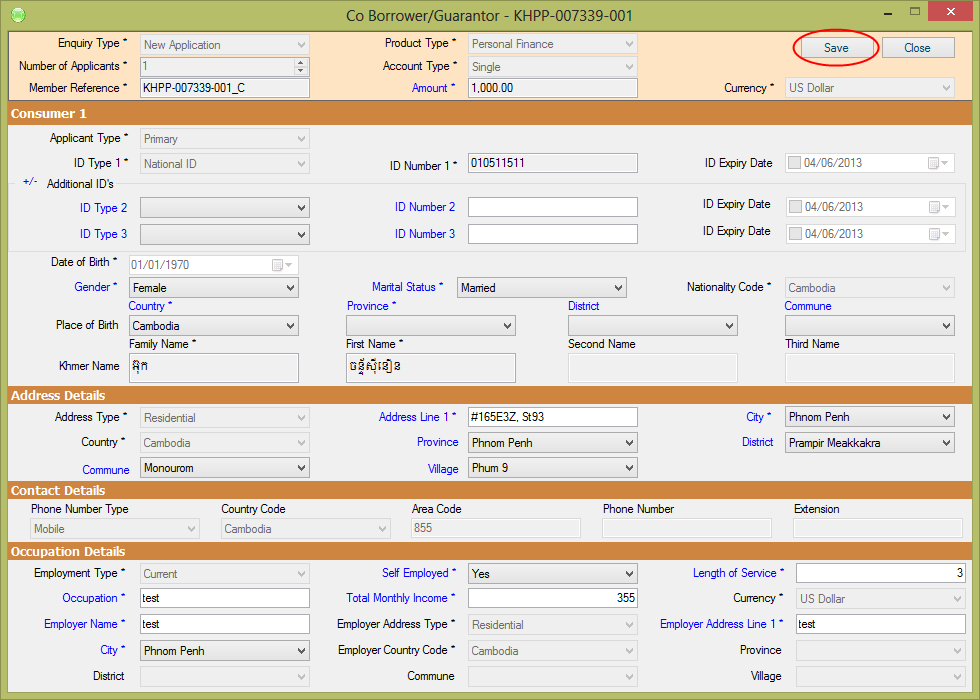 Co Borrower/Guarantor - KHPP-007339-001
Enquiry Type * New Application Product Type * Personal Finance Save Close
Number of Applicants * 1 Account Type * Single
Member Reference * KHPP-007339-001_C Amount * 1,000.00 Currency * US Dollar
Consumer 1
Applicant Type * Primary
ID Type 1 * National ID ID Number 1 * 010511511 ID Expiry Date 04/06/2013
+/- Additional ID's
ID Type 2 ID Number 2 ID Expiry Date 04/06/2013
ID Type 3 ID Number 3 ID Expiry Date 04/06/2013
Date of Birth * 01/01/1970
Gender * Female Marital Status * Married Nationality Code * Cambodia
Country * Province * District Commune
Place of Birth Cambodia
Family Name * First Name * Second Name Third Name
Khmer Name អ៊ុក ចន្ទ័ស៊ីនឿន
Address Details
Address Type * Residential Address Line 1 * #165E3Z, St93 City * Phnom Penh
Country * Cambodia Province Phnom Penh District Prampir Meakkakra
Commune Monourom Village Phum 9
Contact Details
Phone Number Type Country Code Area Code Phone Number Extension
Mobile Cambodia 855
Occupation Details
Employment Type * Current Self Employed * Yes Length of Service * 3
Occupation * test Total Monthly Income * 355 Currency * US Dollar
Employer Name * test Employer Address Type * Residential Employer Address Line 1 * test
City * Phnom Penh Employer Country Code * Cambodia Province
District Commune Village